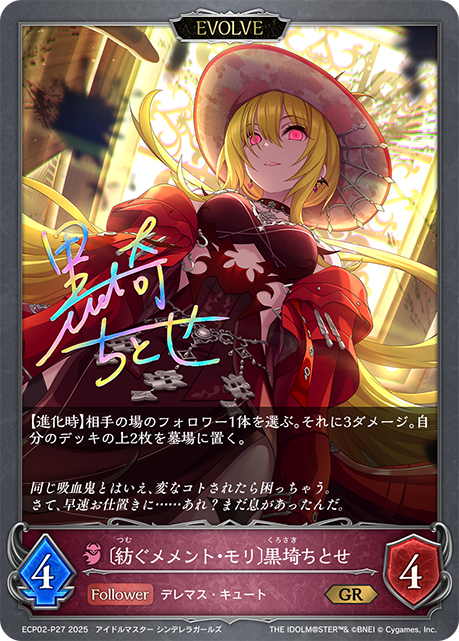 EVOLVE
黒埼
ちとせ
【進化時】相手の場のフォロワー1体を選ぶ。それに3ダメージ。自
分のデッキの上2枚を墓場に置く。
同じ吸血鬼とはいえ、変なコトされたら困っちゃう。
さて、早速お仕置きに……あれ?まだ息があったんだ。
つむ くろさき
〔紡ぐメメント・モリ〕黒埼ちとせ
4
Follower デレマス・キュート GR
4
ECP02-P27 2025 アイドルマスター シンデレラガールズ THE IDOLM@STER™& ©BNEI © Cygames, Inc.